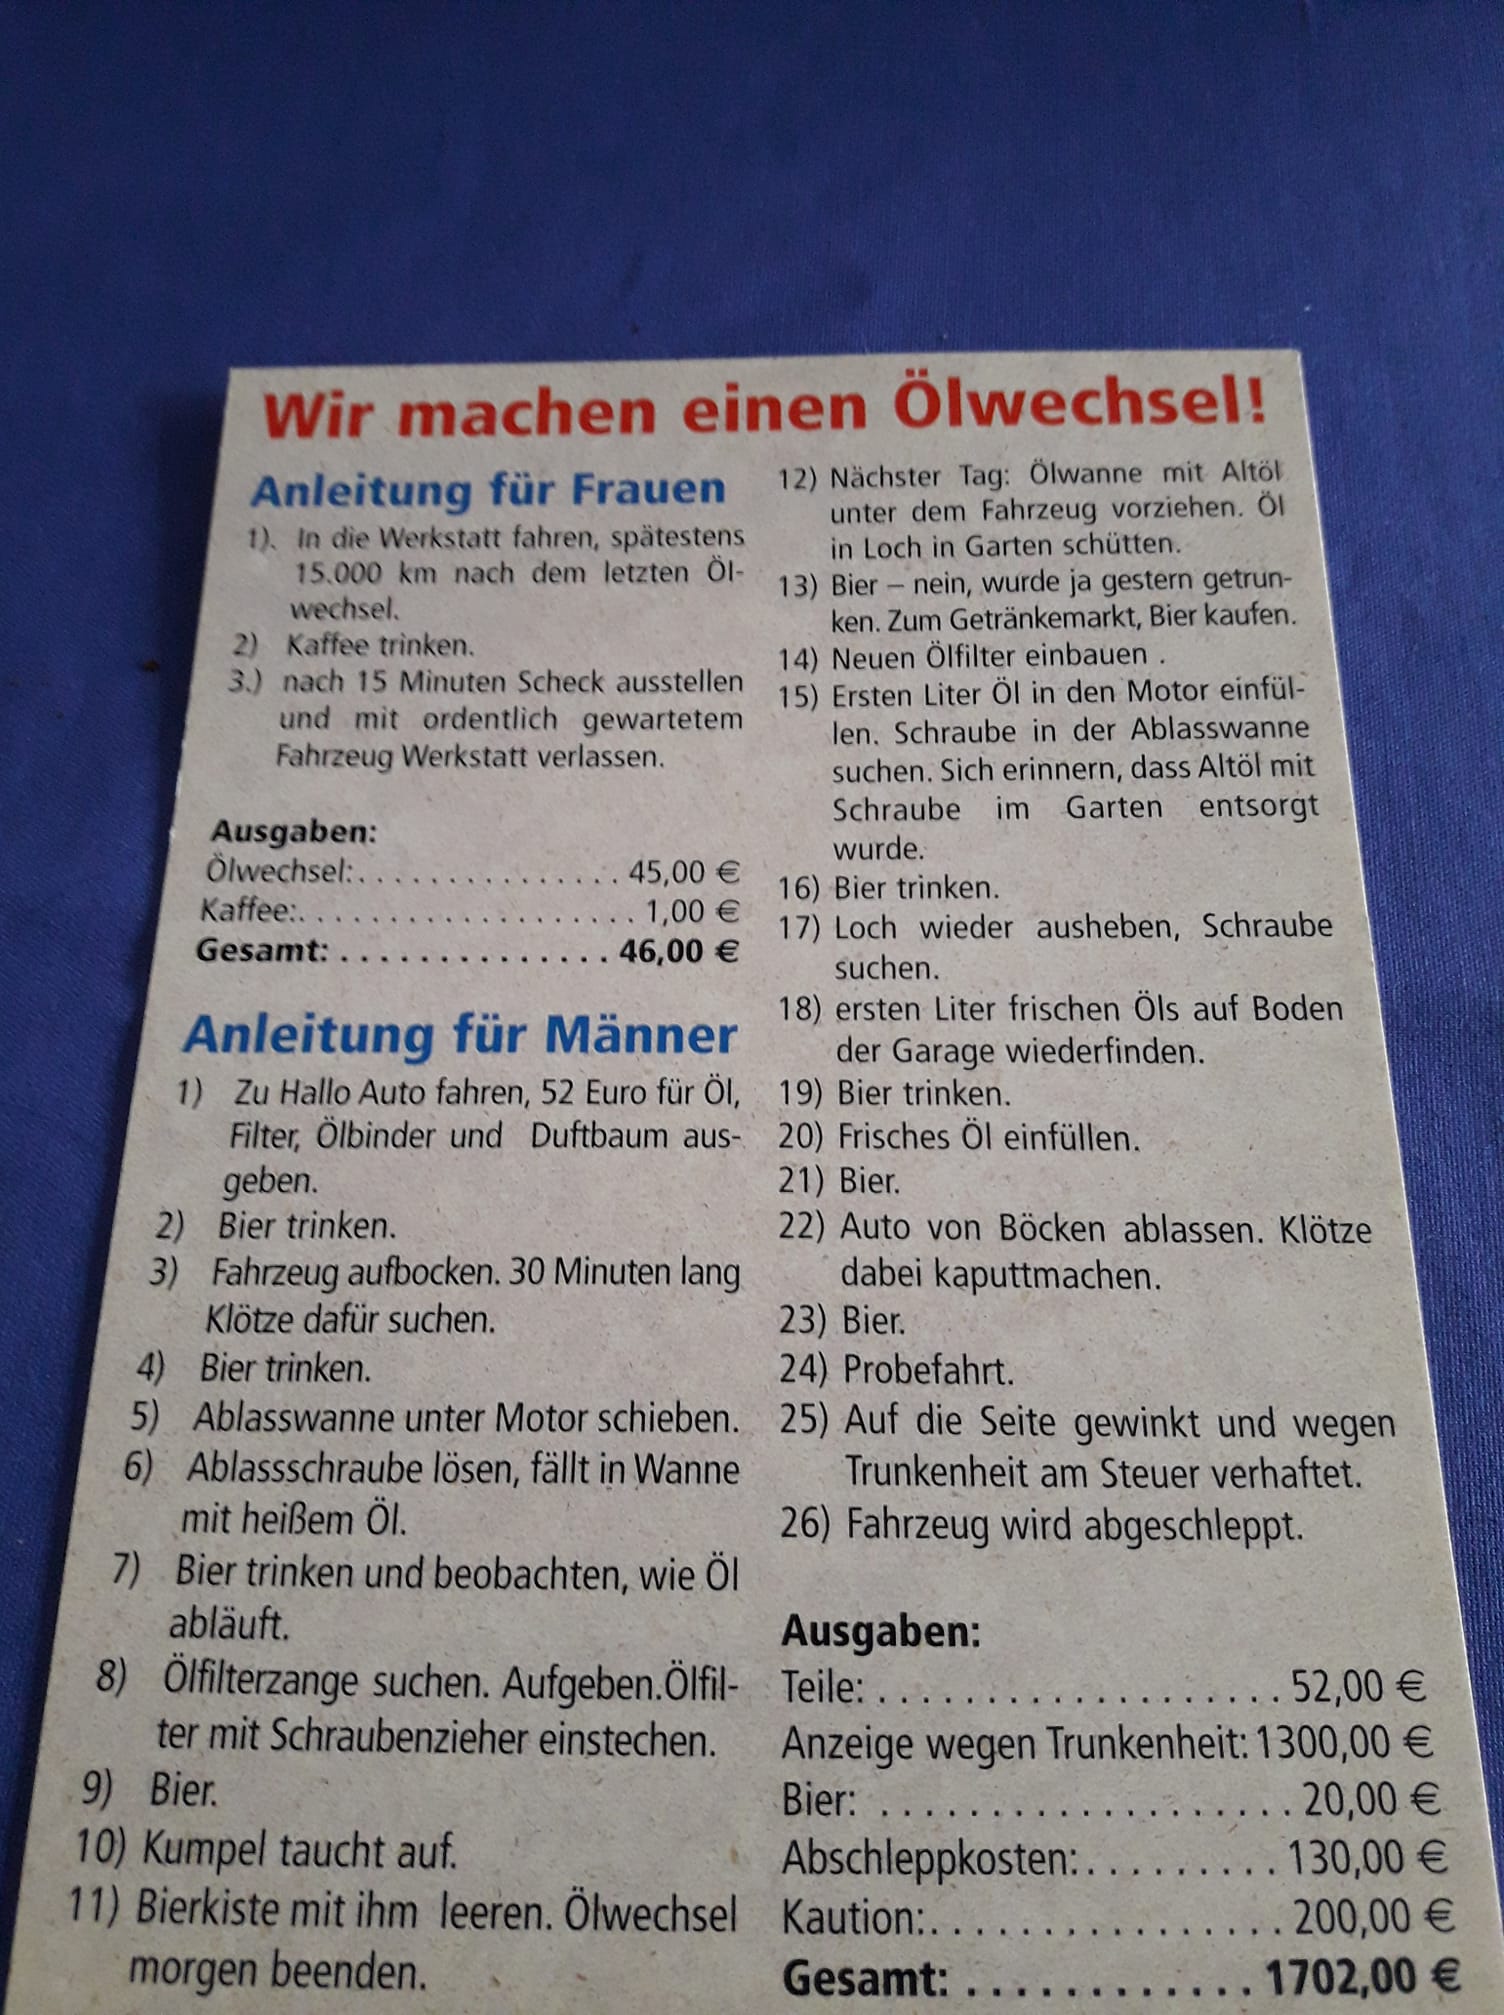 Wir machen einen Ölwechsel!
Anleitung für Frauen
1). In die Werkstatt fahren, spätestens
15.000 km nach dem letzten Öl-
wechsel.
2) Kaffee trinken.
3.) nach 15 Minuten Scheck ausstellen
und mit ordentlich gewartetem
Fahrzeug Werkstatt verlassen.
Ausgaben:
Ölwechsel:. . . . . . . . . . . . . . . 45,00 €
Kaffee:. . . . . . . . . . . . . . . . . . 1,00 €
Gesamt: . . . . . . . . . . . . . . 46,00 €
Anleitung für Männer
1) Zu Hallo Auto fahren, 52 Euro für Öl,
Filter, Ölbinder und Duftbaum aus-
geben.
2) Bier trinken.
3) Fahrzeug aufbocken. 30 Minuten lang
Klötze dafür suchen.
4) Bier trinken.
5) Ablasswanne unter Motor schieben.
6) Ablassschraube lösen, fällt in Wanne
mit heißem Öl.
7) Bier trinken und beobachten, wie Öl
abläuft.
8) Ölfilterzange suchen. Aufgeben.Ölfil-
ter mit Schraubenzieher einstechen.
9) Bier.
10) Kumpel taucht auf.
11) Bierkiste mit ihm leeren. Ölwechsel
morgen beenden.
12) Nächster Tag: Ölwanne mit Altöl
unter dem Fahrzeug vorziehen. Öl
in Loch in Garten schütten.
13) Bier – nein, wurde ja gestern getrun-
ken. Zum Getränkemarkt, Bier kaufen.
14) Neuen Ölfilter einbauen .
15) Ersten Liter Öl in den Motor einfül-
len. Schraube in der Ablasswanne
suchen. Sich erinnern, dass Altöl mit
Schraube im Garten entsorgt
wurde.
16) Bier trinken.
17) Loch wieder ausheben, Schraube
suchen.
18) ersten Liter frischen Öls auf Boden
der Garage wiederfinden.
19) Bier trinken.
20) Frisches Öl einfüllen.
21) Bier.
22) Auto von Böcken ablassen. Klötze
dabei kaputtmachen.
23) Bier.
24) Probefahrt.
25) Auf die Seite gewinkt und wegen
Trunkenheit am Steuer verhaftet.
26) Fahrzeug wird abgeschleppt.
Ausgaben:
Teile: . . . . . . . . . . . . . . . . . . . 52,00 €
Anzeige wegen Trunkenheit: 1300,00 €
Bier: . . . . . . . . . . . . . . . . . . . 20,00 €
Abschleppkosten:. . . . . . . . . 130,00 €
Kaution:. . . . . . . . . . . . . . . . 200,00 €
Gesamt: . . . . . . . . . . . . 1702,00 €